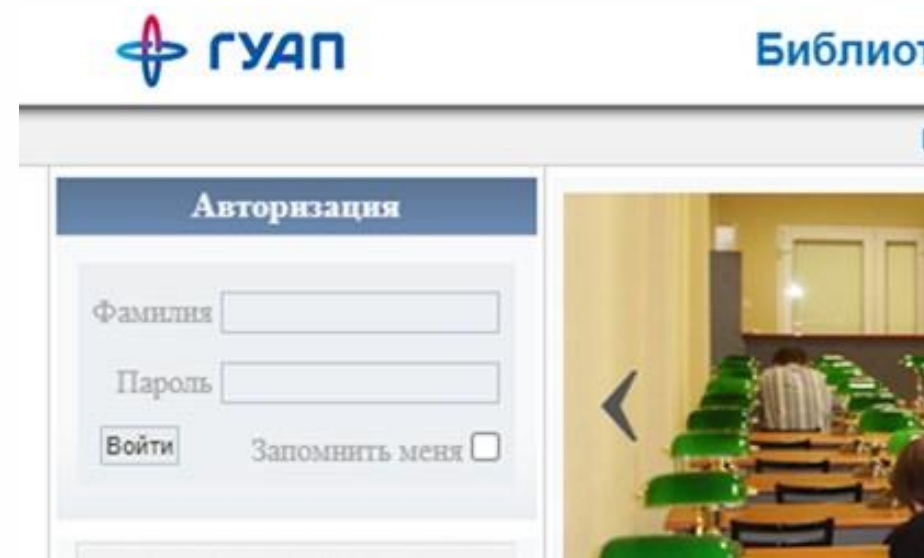 ГУАП
Авторизация
Фамилия
Пароль
Войти
Запомнить меня